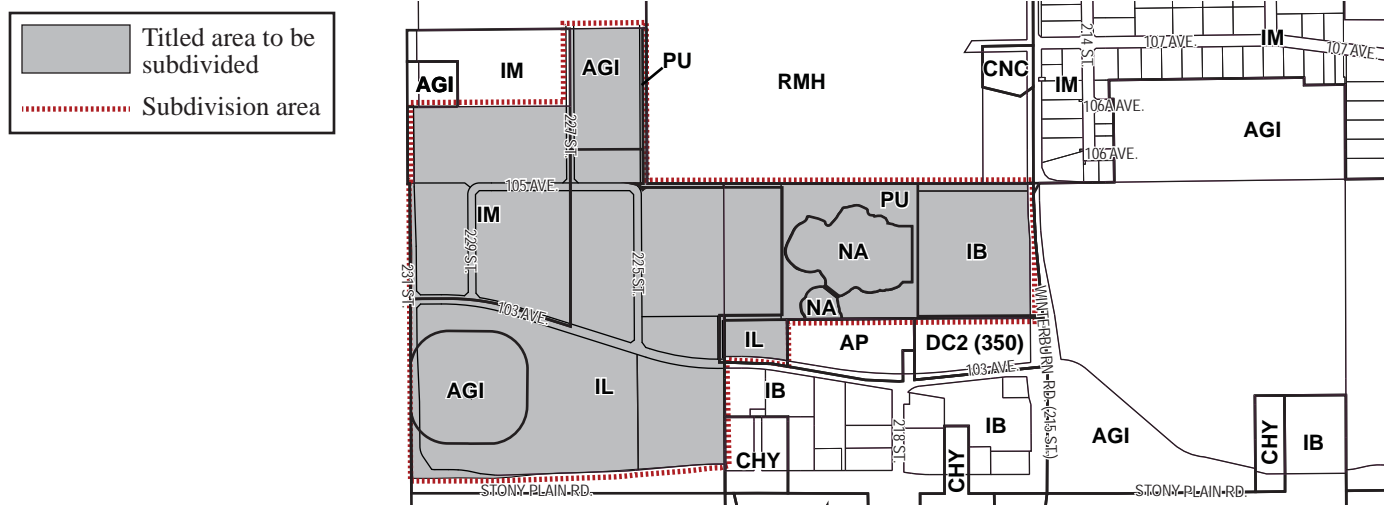 Titled area to be
subdivided
Subdivision area
AGI
IM
AGI
PU
RMH
CNC
IM
214 ST.
107 AVE.
IM
107 AVE.
106A AVE.
106 AVE.
AGI
227 ST.
105 AVE.
IM
229 ST.
225 ST.
231 ST.
103 AVE.
PU
NA
NA
IB
WINTERBURN RD. (215 ST.)
IL
AP
DC2 (350)
103 AVE.
AGI
IL
IB
218 ST.
IB
CHY
CHY
AGI
CHY
IB
STONY PLAIN RD.
STONY PLAIN RD.